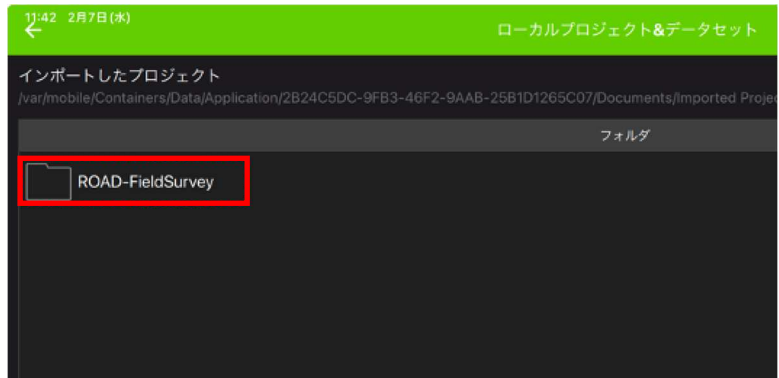 11:42 2月7日(水)
ローカルプロジェクト&データセット
インポートしたプロジェクト
/var/mobile/Containers/Data/Application/2B24C5DC-9FB3-46F2-9AAB-25B1D1265C07/Documents/Imported Projec
フォルダ
ROAD-FieldSurvey